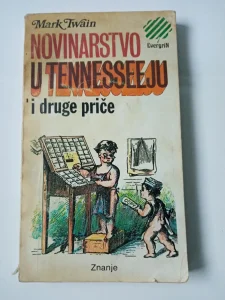 Mark Twain
NOVINARSTVO
U TENNESSEEJU
i druge priče
Evergrin
Znanje